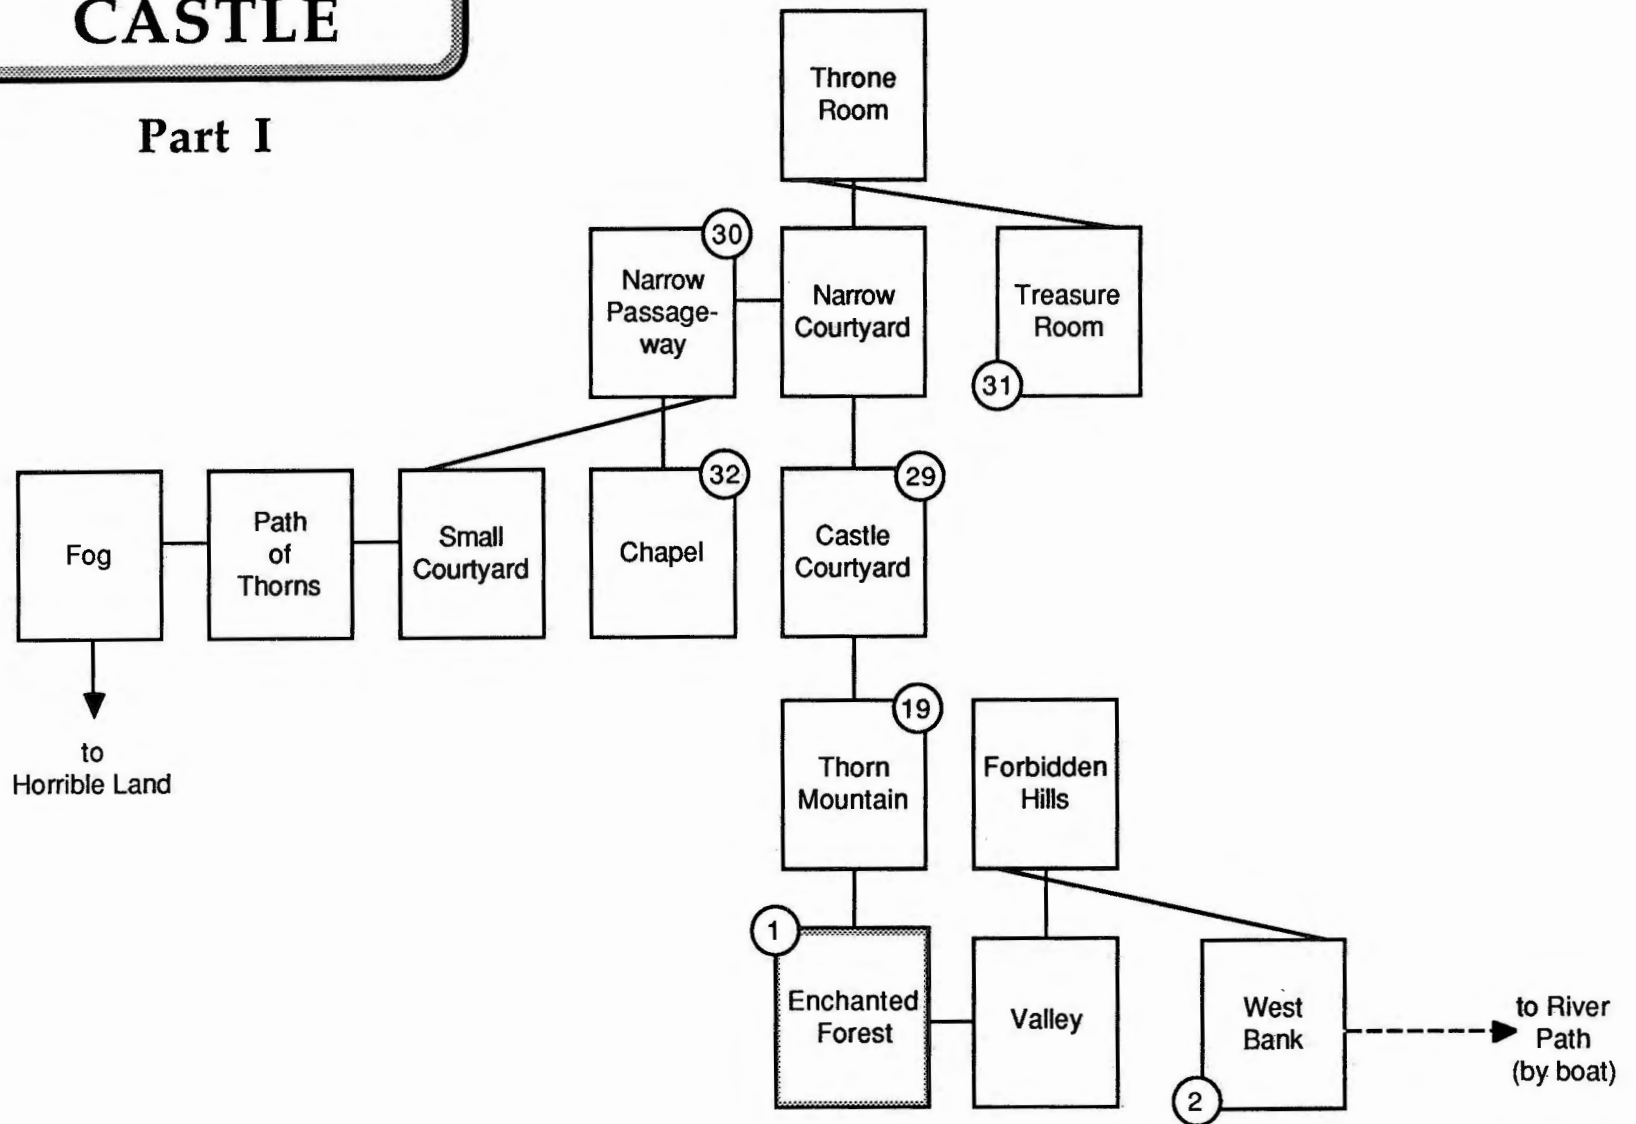 CASTLE
Part I
Throne
Room
30
Narrow
Passage-
way
Narrow
Courtyard
Treasure
Room
31
Fog
Path
of
Thorns
Small
Courtyard
32
Chapel
29
Castle
Courtyard
to
Horrible Land
19
Thorn
Mountain
Forbidden
Hills
1
Enchanted
Forest
Valley
West
Bank
2
to River
Path
(by boat)